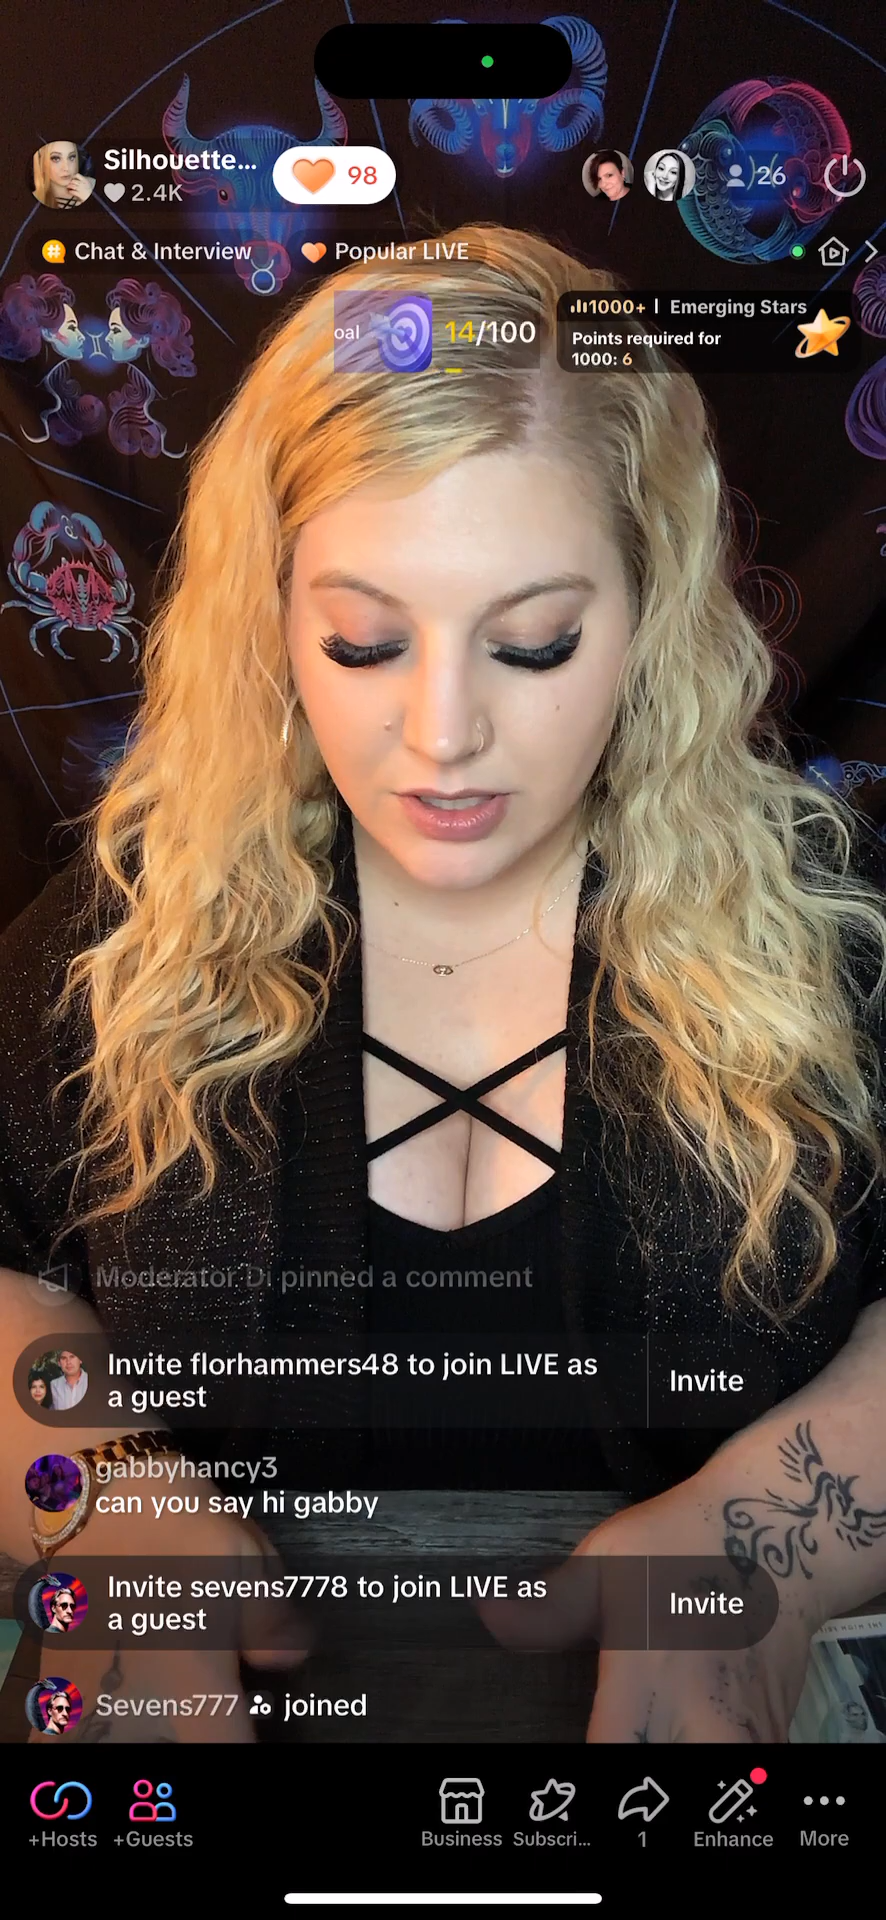 Silhouette...
98
2.4K
26
Chat & Interview
Popular LIVE
oal
14/100
1000+ | Emerging Stars
Points required for
1000: 6
Moderator Di pinned a comment
Invite florhammers48 to join LIVE as
a guest
Invite
gabbyhancy3
can you say hi gabby
Invite sevens7778 to join LIVE as
a guest
Invite
Sevens777 joined
+Hosts
+Guests
Business
Subscri...
1
Enhance
More